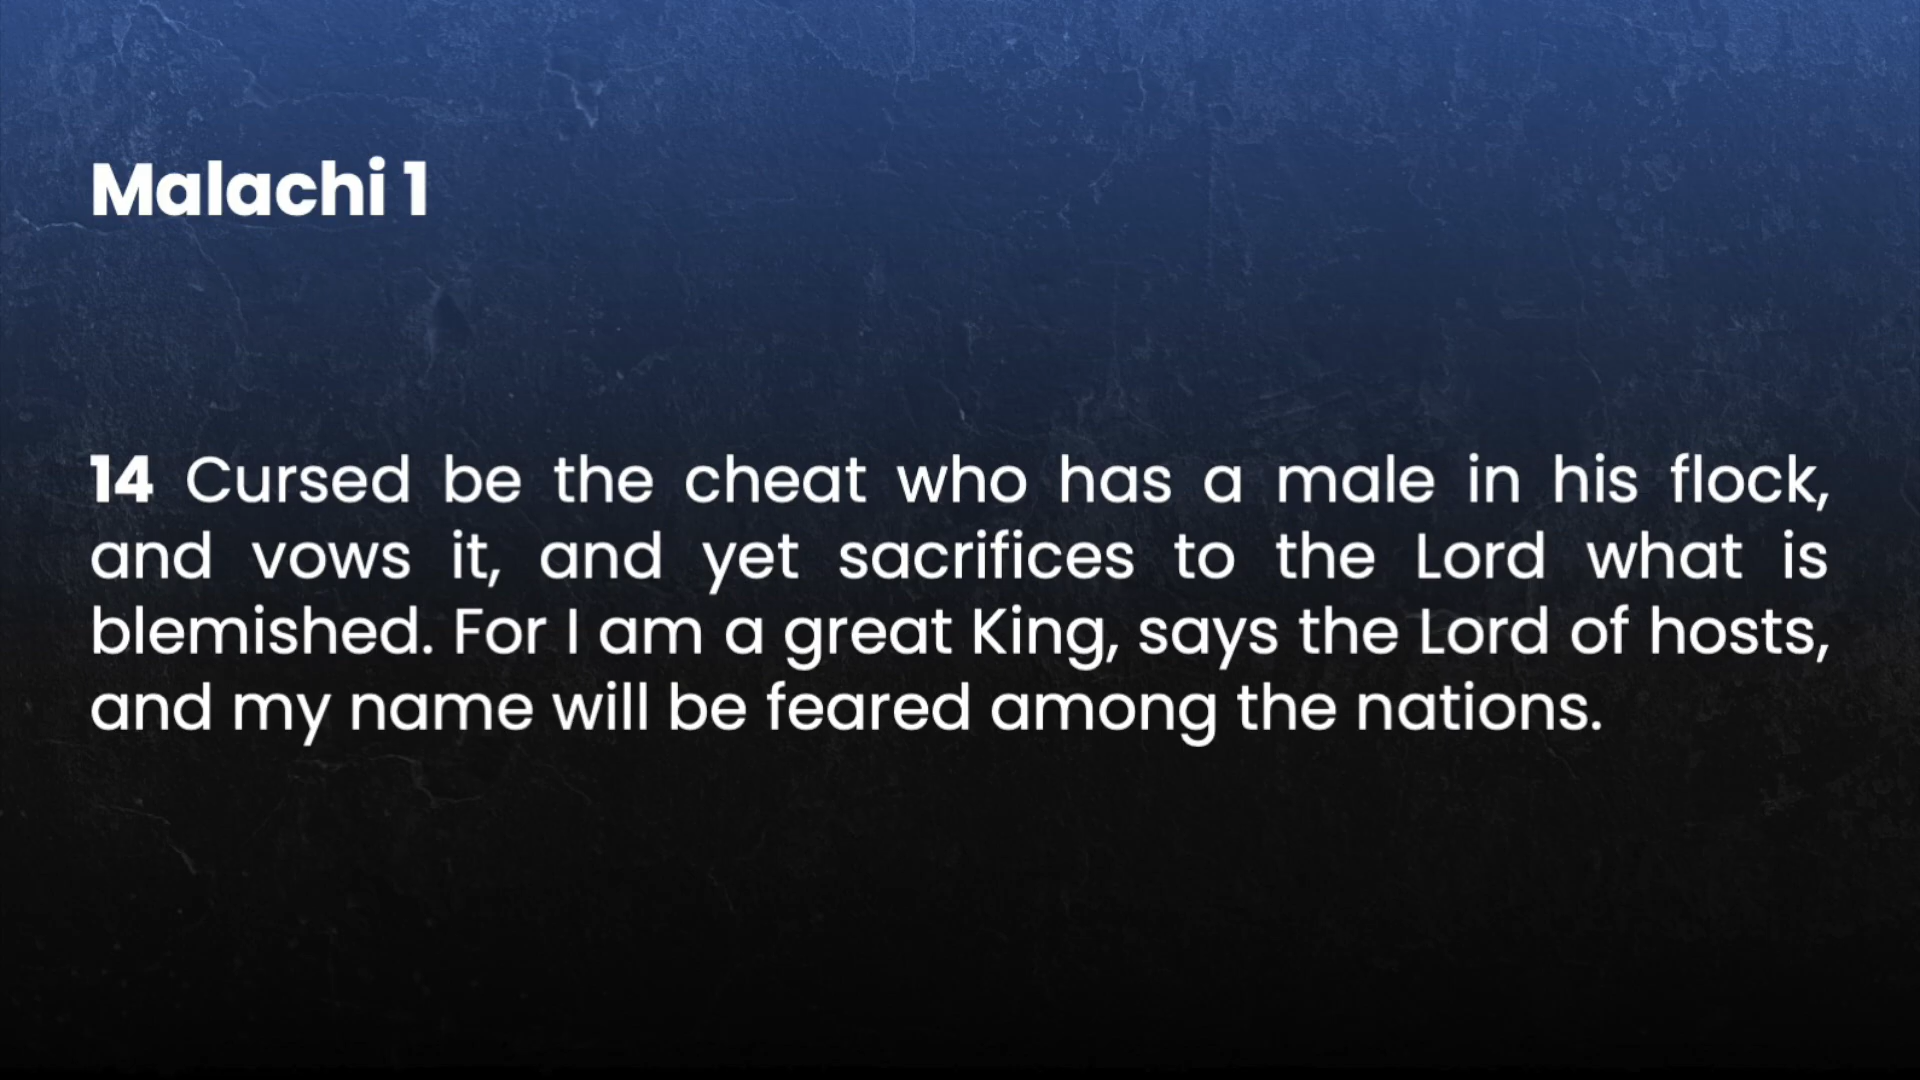 Malachi 1
14 Cursed be the cheat who has a male in his flock,
and vows it, and yet sacrifices to the Lord what is
blemished. For I am a great King, says the Lord of hosts,
and my name will be feared among the nations.